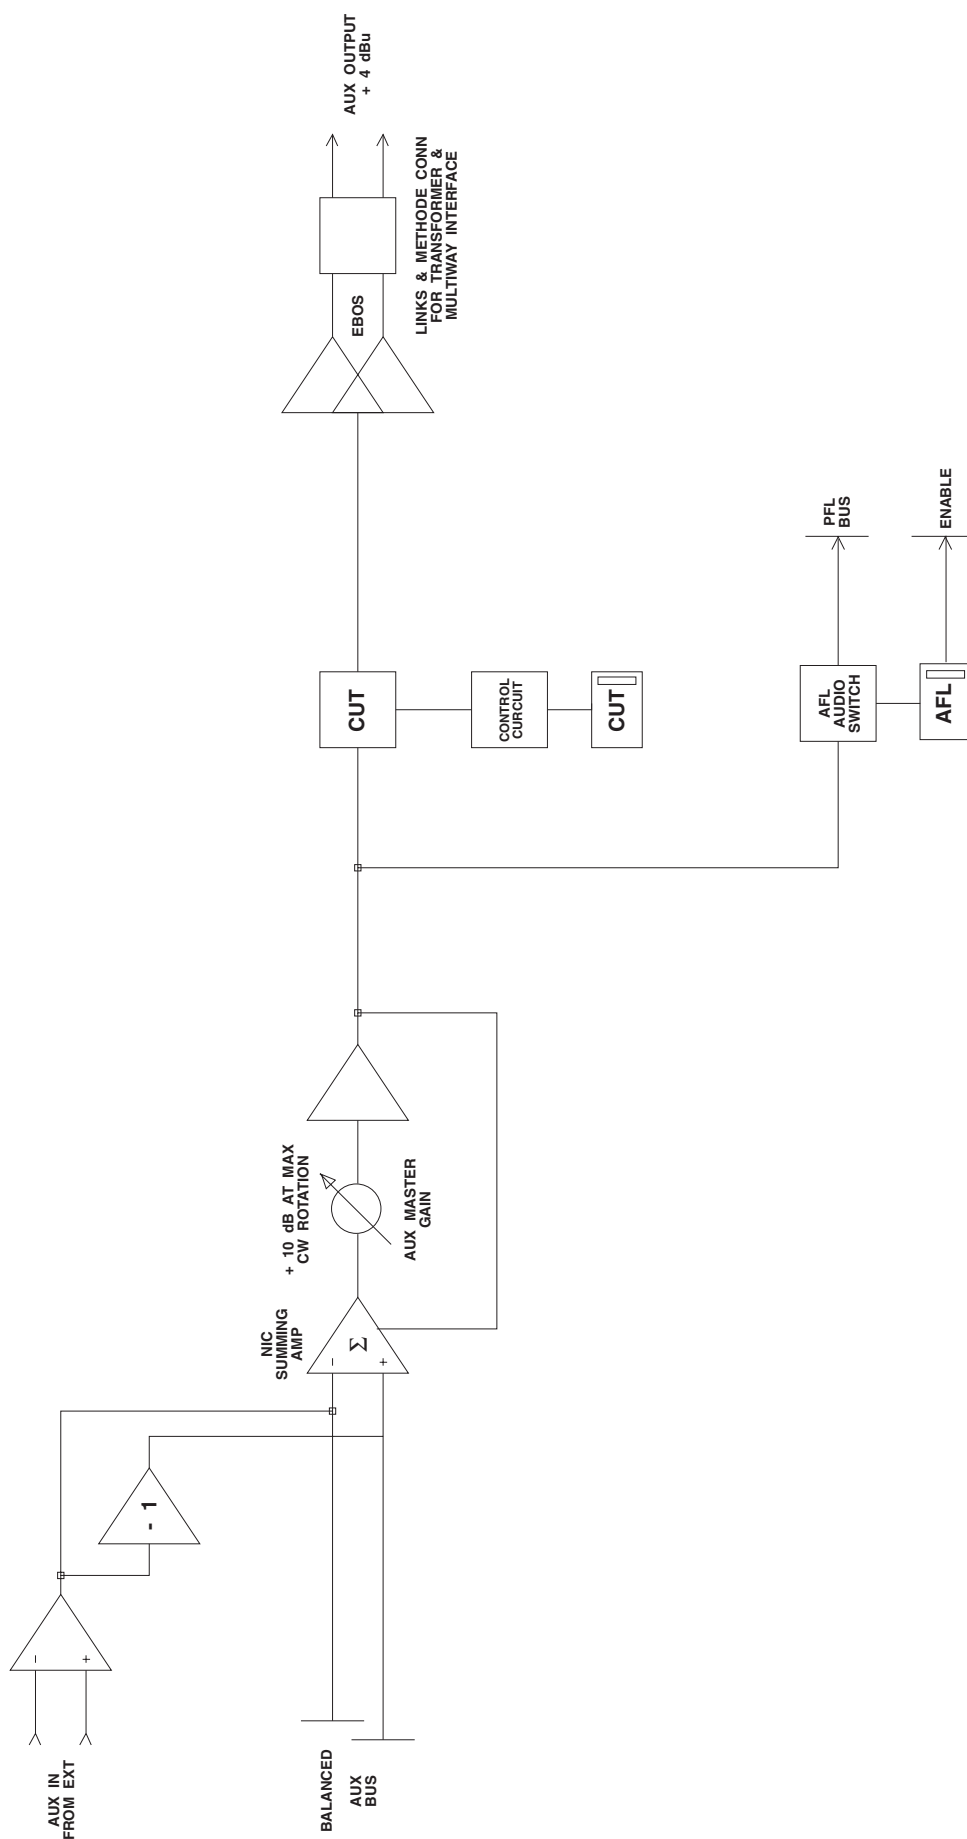 AUX IN
FROM EXT
−
+
- 1
BALANCED
AUX
BUS
NIC
SUMMING
AMP
−
Σ
+
+ 10 dB AT MAX
CW ROTATION
AUX MASTER
GAIN
CUT
CONTROL
CURCUIT
CUT
AFL
AUDIO
SWITCH
AFL
PFL
BUS
ENABLE
EBOS
LINKS & METHODE CONN
FOR TRANSFORMER &
MULTIWAY INTERFACE
AUX OUTPUT
+ 4 dBu